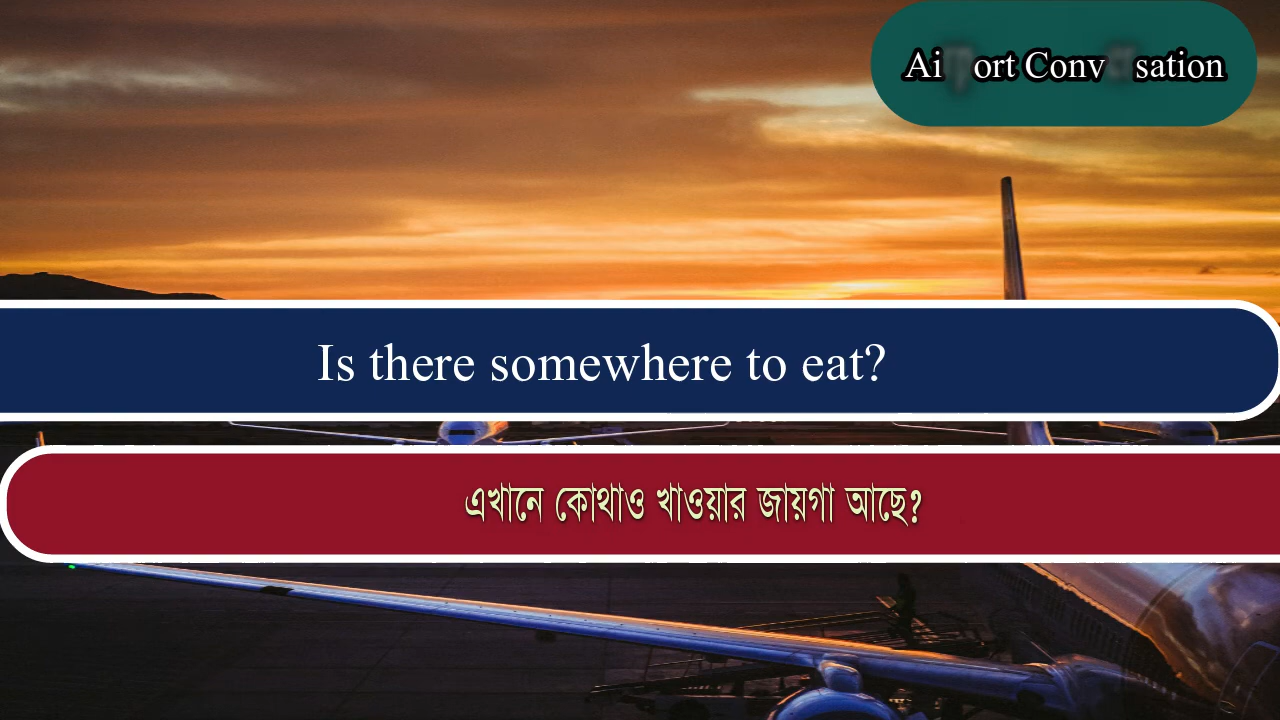 Is there somewhere to eat?
এখানে কোথাও খাওয়ার জায়গা আছে?